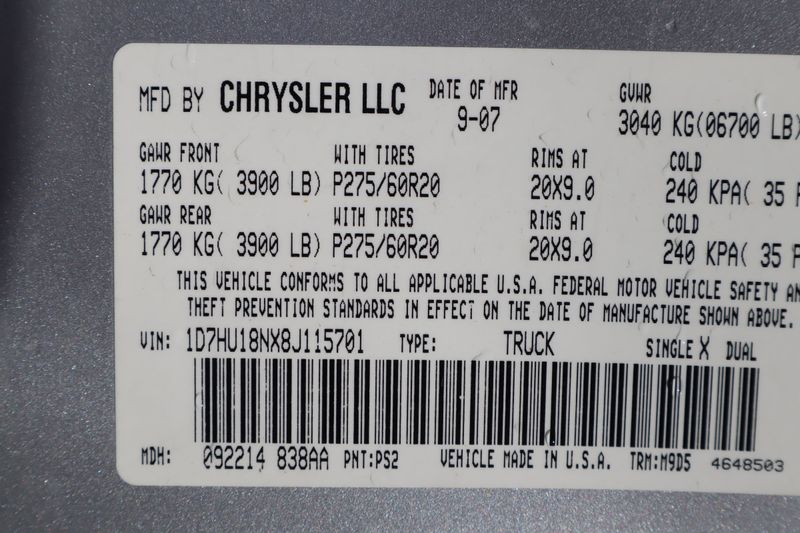 MFD BY CHRYSLER LLC DATE OF MFR GVWR
9-07 3040 KG(06700 LB)
GAWR FRONT WITH TIRES RIMS AT COLD
1770 KG( 3900 LB) P275/60R20 20X9.0 240 KPA( 35 P
GAWR REAR WITH TIRES RIMS AT COLD
1770 KG( 3900 LB) P275/60R20 20X9.0 240 KPA( 35 P
THIS VEHICLE CONFORMS TO ALL APPLICABLE U.S.A. FEDERAL MOTOR VEHICLE SAFETY AN
THEFT PREVENTION STANDARDS IN EFFECT ON THE DATE OF MANUFACTURE SHOWN ABOVE.
VIN: 1D7HU18NX8J115701 TYPE: TRUCK SINGLE X DUAL
MDH: 092214 838AA PNT:PS2 VEHICLE MADE IN U.S.A. TRM:M9D5 4648503